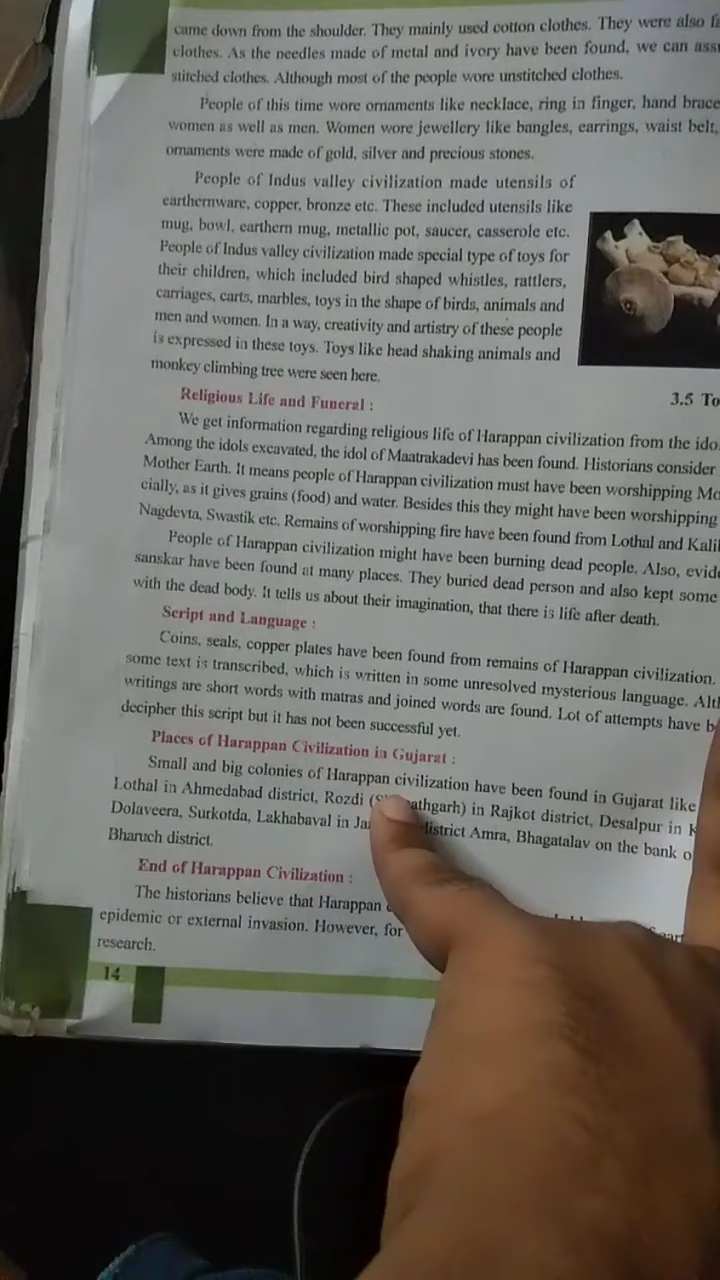 came down from the shoulder. They mainly used cotton clothes. They were also
clothes. As the needles made of metal and ivory have been found, we can
stitched clothes. Although most of the people wore unstitched clothes.
People of this time wore ornaments like necklace, ring in finger, hand
women as well as men. Women wore jewellery like bangles, earrings, waist belt,
ornaments were made of gold, silver and precious stones.
People of Indus valley civilization made utensils of
earthernware, copper, bronze etc. These included utensils like
mug, bowl, earthern mug, metallic pot, saucer, casserole etc.
People of Indus valley civilization made special type of toys for
their children, which included bird shaped whistles, rattlers,
carriages, carts, marbles, toys in the shape of birds, animals and
men and women. In a way, creativity and artistry of these people
is expressed in these toys. Toys like head shaking animals and
monkey climbing tree were seen here.
3.5
Religious Life and Funeral :
We get information regarding religious life of Harappan civilization from the
Among the idols excavated, the idol of Maatrakadevi has been found. Historians consider
Mother Earth. It means people of Harappan civilization must have been worshipping
cially, as it gives grains (food) and water. Besides this they might have been worshipping
Nagdevta, Swastik etc. Remains of worshipping fire have been found from Lothal and
People of Harappan civilization might have been burning dead people. Also,
sanskar have been found at many places. They buried dead person and also kept some
with the dead body. It tells us about their imagination, that there is life after death.
Script and Language :
Coins, seals, copper plates have been found from remains of Harappan civilization.
some text is transcribed, which is written in some unresolved mysterious language.
writings are short words with matras and joined words are found. Lot of attempts have
decipher this script but it has not been successful yet.
Places of Harappan Civilization in Gujarat :
Small and big colonies of Harappan civilization have been found in Gujarat like
Lothal in Ahmedabad district, Rozdi in Rajkot district, Desalpur in
Dolaveera, Surkotda, Lakhabaval in district Amra, Bhagatalav on the bank
Bharuch district.
End of Harappan Civilization :
The historians believe that Harappan
epidemic or external invasion. However, for
research.
14